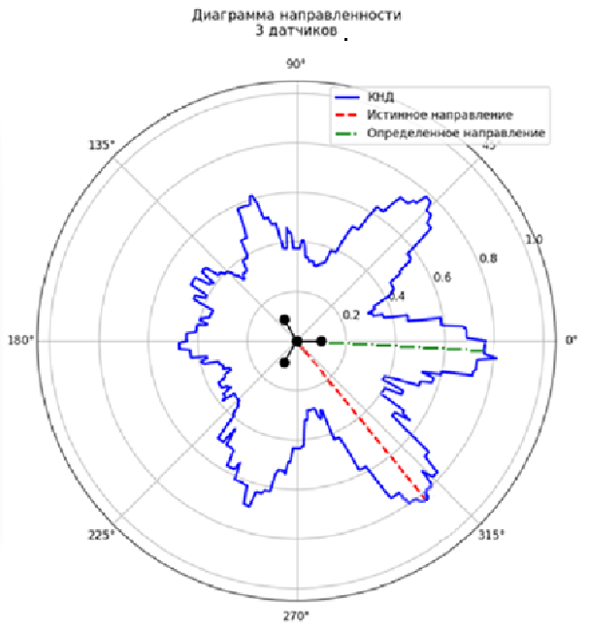 Диаграмма направленности
3 датчиков .
90°
КНД
Истинное направление
Определенное направление
45°
135°
1.0
0.8
0.6
0.4
0.2
180°
0°
225°
315°
270°